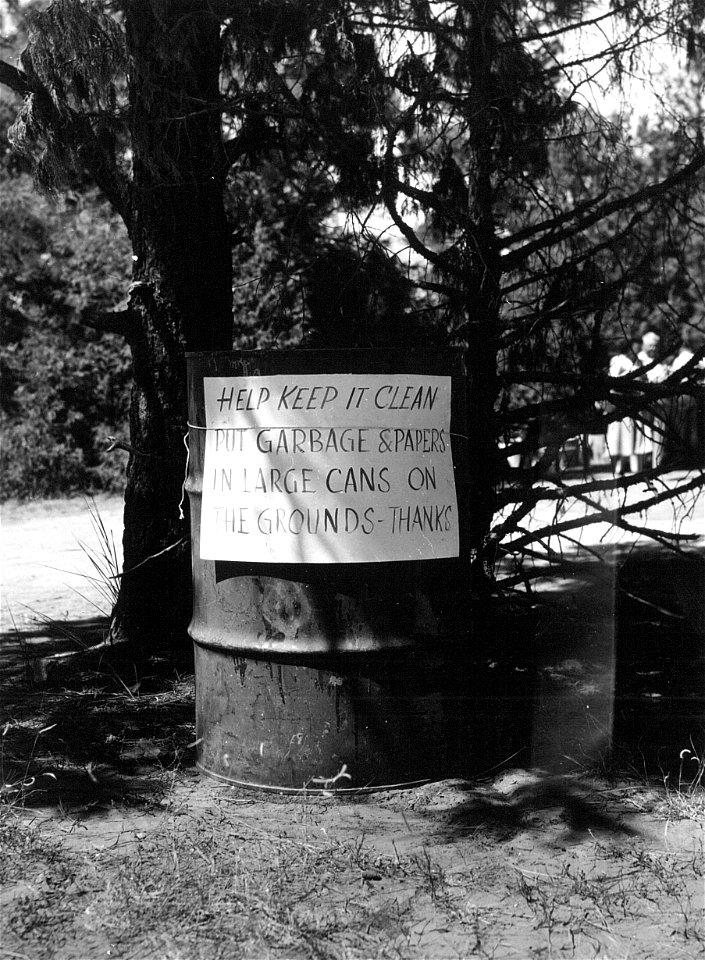 HELP KEEP IT CLEAN
PUT GARBAGE & PAPERS
IN LARGE CANS ON
THE GROUNDS - THANKS